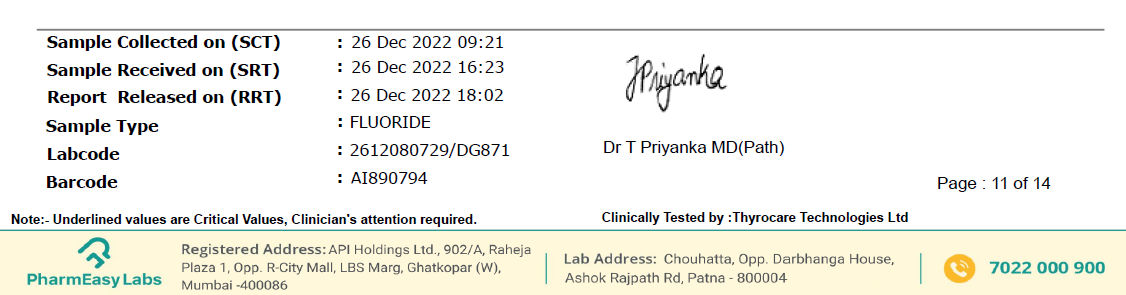 Sample Collected on (SCT) : 26 Dec 2022 09:21
Sample Received on (SRT) : 26 Dec 2022 16:23
Report Released on (RRT) : 26 Dec 2022 18:02
Sample Type : FLUORIDE
Labcode : 2612080729/DG871
Barcode : AI890794
TPriyanka
Dr T Priyanka MD(Path)
Page : 11 of 14
Note:- Underlined values are Critical Values, Clinician's attention required.
Clinically Tested by :Thyrocare Technologies Ltd
PharmEasy Labs
Registered Address: API Holdings Ltd., 902/A, Raheja
Plaza 1, Opp. R-City Mall, LBS Marg, Ghatkopar (W),
Mumbai -400086
Lab Address: Chouhatta, Opp. Darbhanga House,
Ashok Rajpath Rd, Patna - 800004
7022 000 900